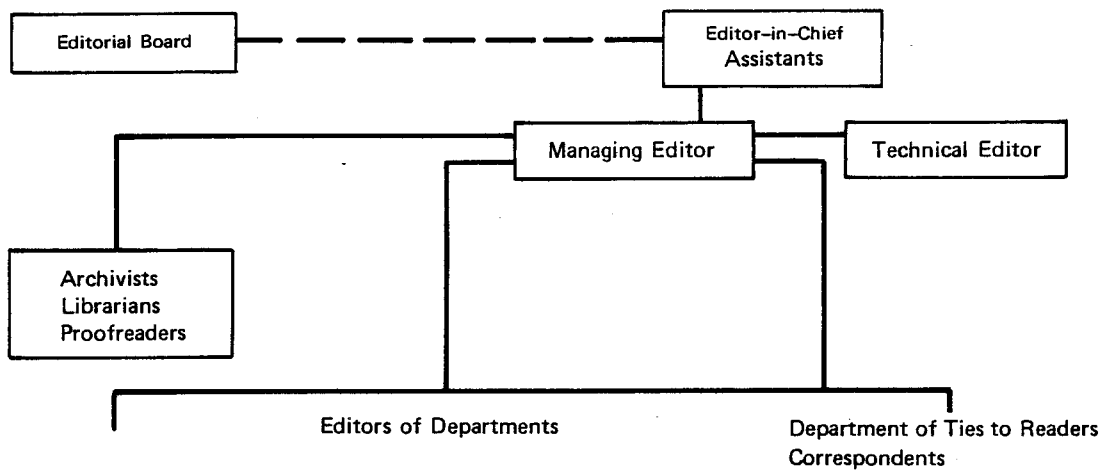 Editorial Board
Editor-in-Chief
Assistants
Managing Editor
Technical Editor
Archivists
Librarians
Proofreaders
Editors of Departments
Department of Ties to Readers
Correspondents